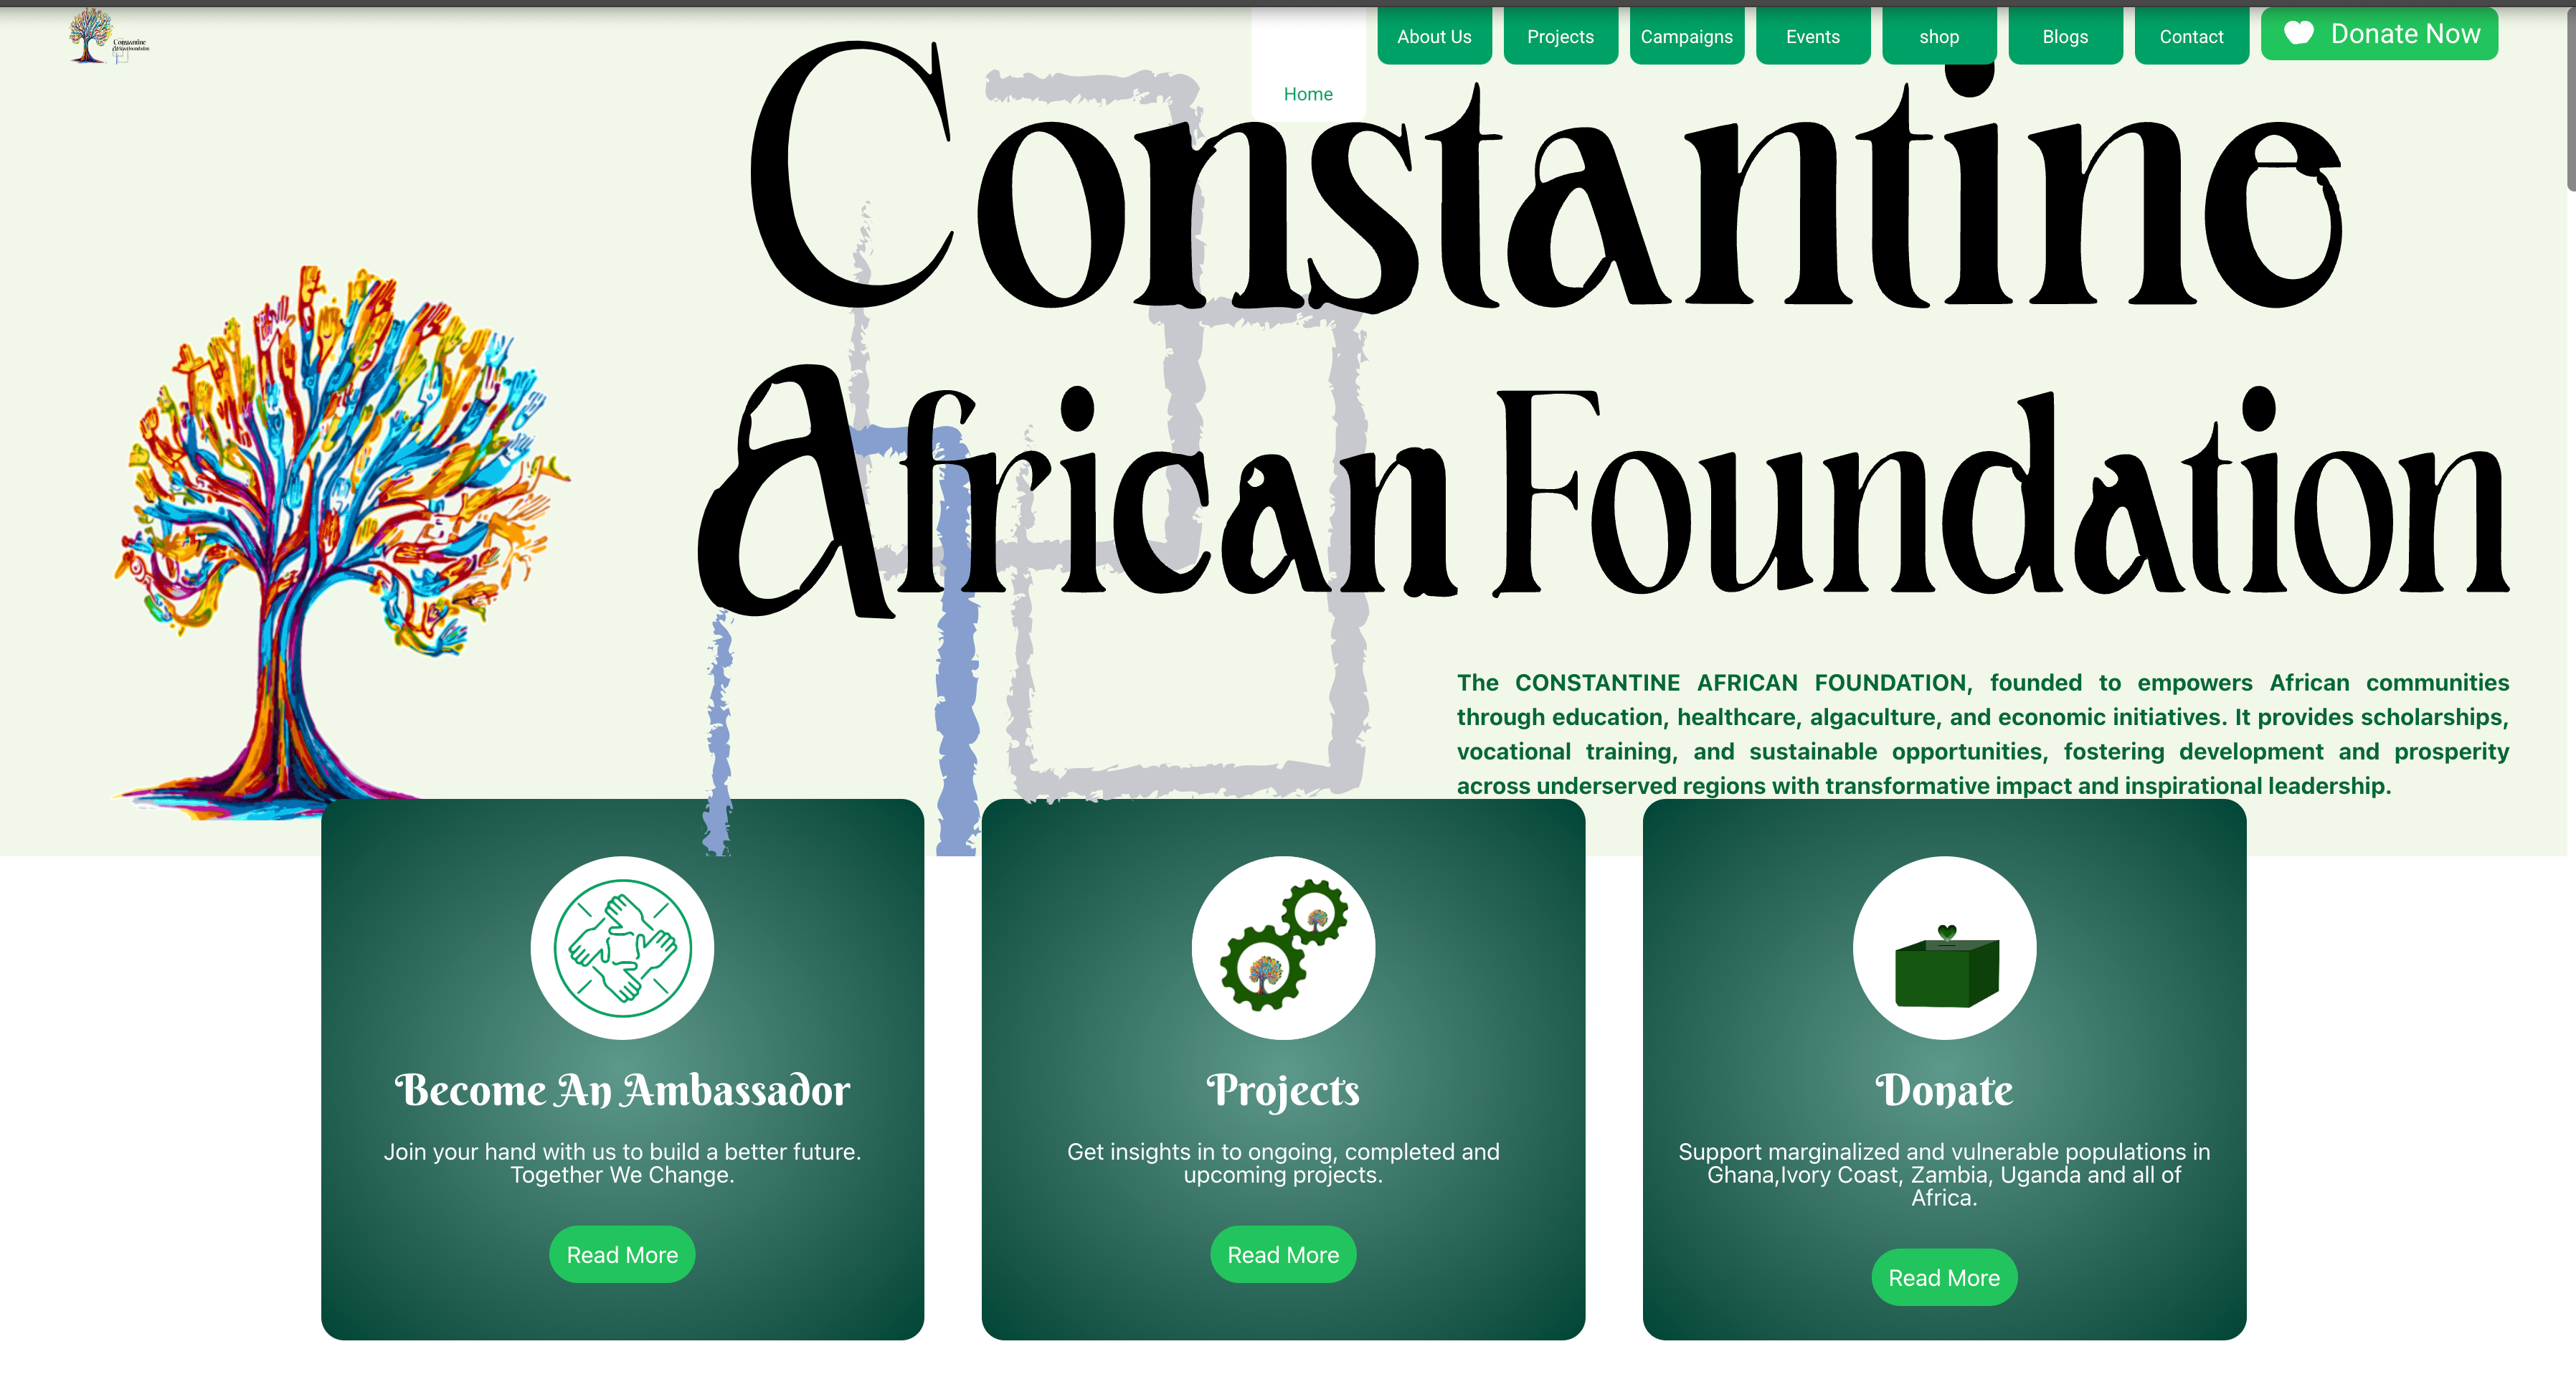 Constantine
African Foundation
About Us
Projects
Campaigns
Events
shop
Blogs
Contact
Donate Now
Home
Constantine
African Foundation
The CONSTANTINE AFRICAN FOUNDATION, founded to empowers African communities
through education, healthcare, algaculture, and economic initiatives. It provides scholarships,
vocational training, and sustainable opportunities, fostering development and prosperity
across underserved regions with transformative impact and inspirational leadership.
Become An Ambassador
Join your hand with us to build a better future.
Together We Change.
Read More
Projects
Get insights in to ongoing, completed and
upcoming projects.
Read More
Donate
Support marginalized and vulnerable populations in
Ghana,Ivory Coast, Zambia, Uganda and all of
Africa.
Read More